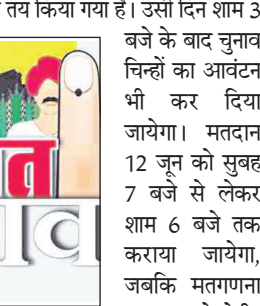 तय किया गया है। उसी दिन शाम 3
बजे के बाद चुनाव
चिन्हों का आवंटन
भी कर दिया
जायेगा। मतदान
12 जून को सुबह
7 बजे से लेकर
शाम 6 बजे तक
कराया जायेगा,
जबकि मतगणना